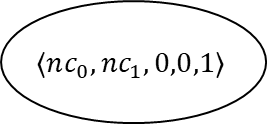 ⟨nc₀, nc₁, 0,0,1⟩